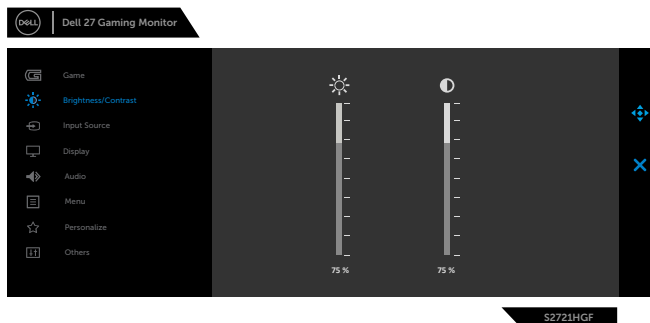 DELL
Dell 27 Gaming Monitor
Game
Brightness/Contrast
Input Source
Display
Audio
Menu
Personalize
Others
75 %
75 %
S2721HGF